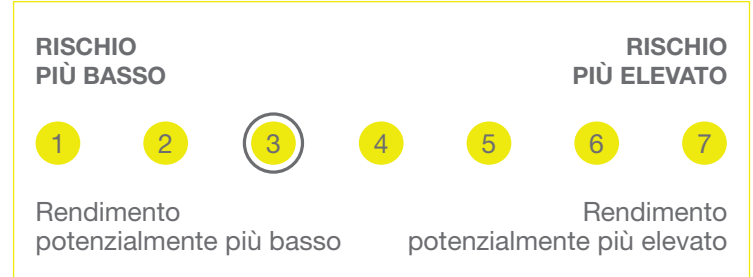 RISCHIO
PIÙ BASSO
RISCHIO
PIÙ ELEVATO
1 2 3 4 5 6 7
Rendimento
potenzialmente più basso
Rendimento
potenzialmente più elevato